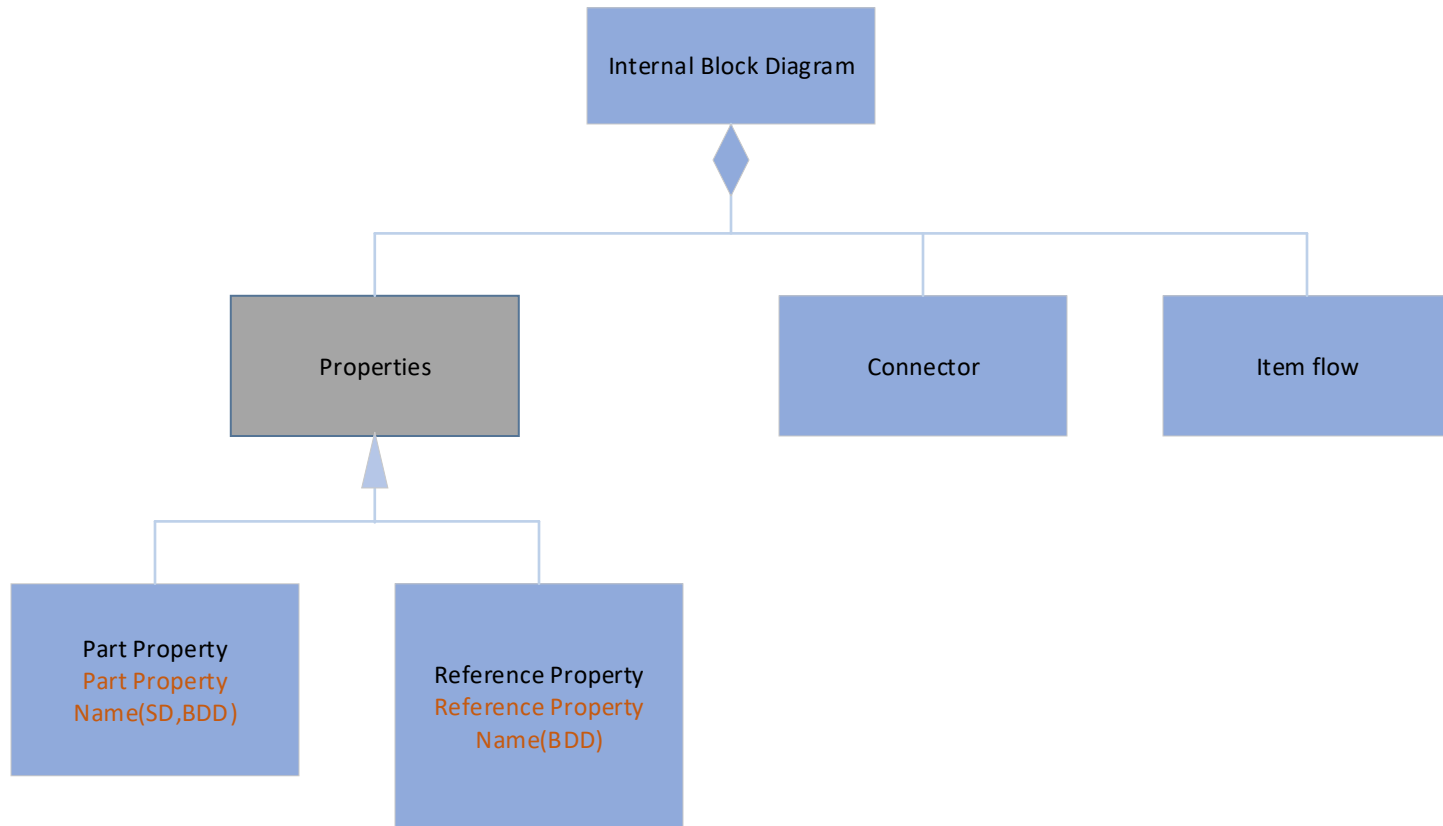 Internal Block Diagram
Properties
Connector
Item flow
Part Property
Part Property
Name(SD,BDD)
Reference Property
Reference Property
Name(BDD)